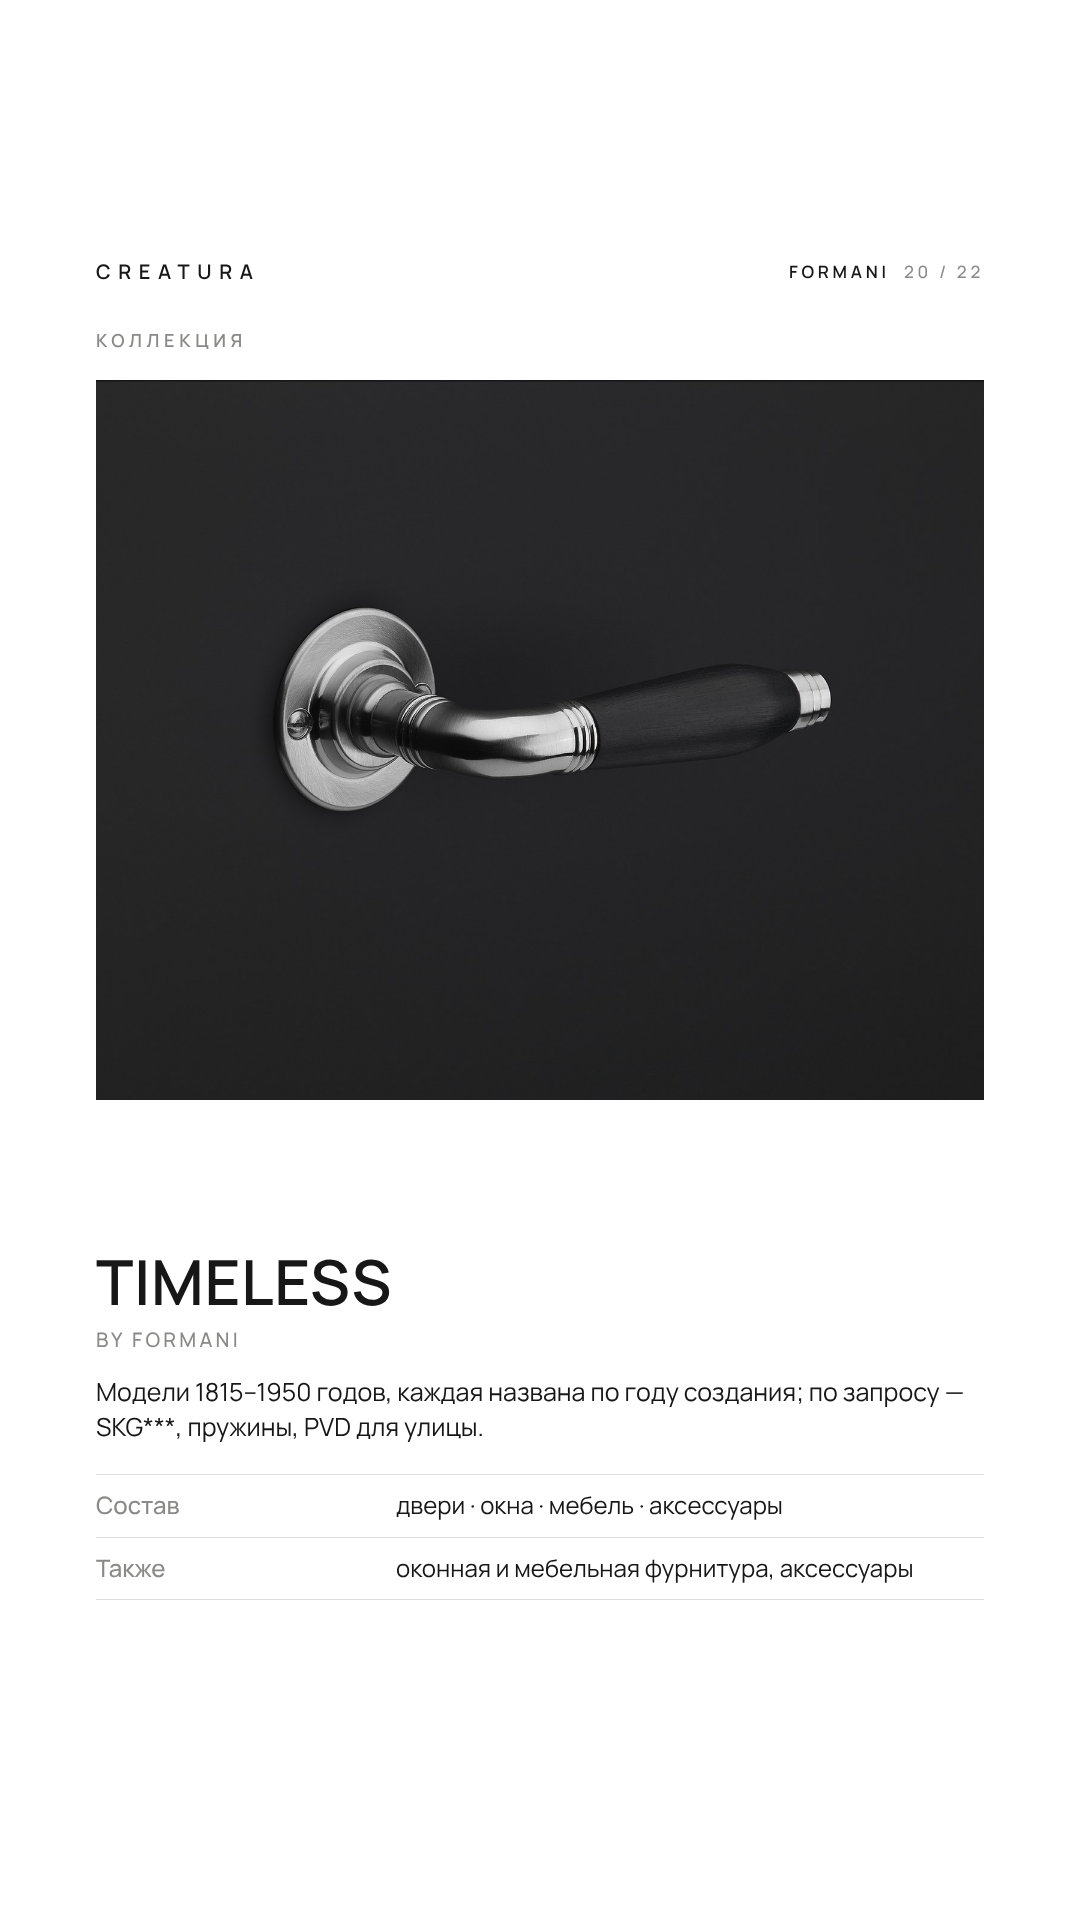 CREATURA
FORMANI 20 / 22
КОЛЛЕКЦИЯ
TIMELESS
BY FORMANI
Модели 1815–1950 годов, каждая названа по году создания; по запросу —
SKG***, пружины, PVD для улицы.
Состав двери · окна · мебель · аксессуары
Также оконная и мебельная фурнитура, аксессуары